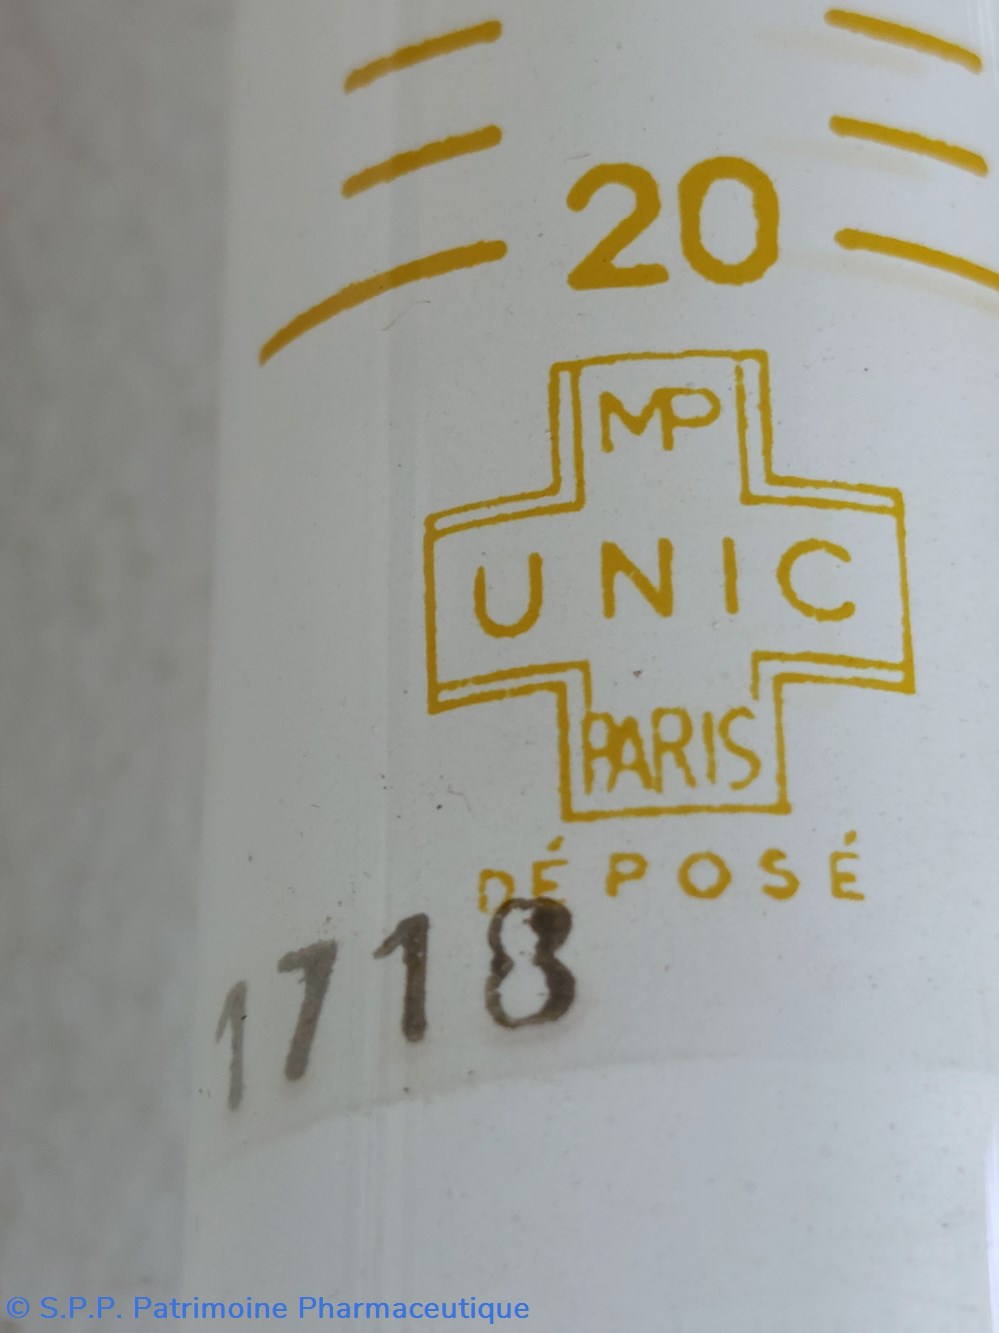 20
MP
UNIC
PARIS
DÉPOSÉ
1718
© S.P.P. Patrimoine Pharmaceutique